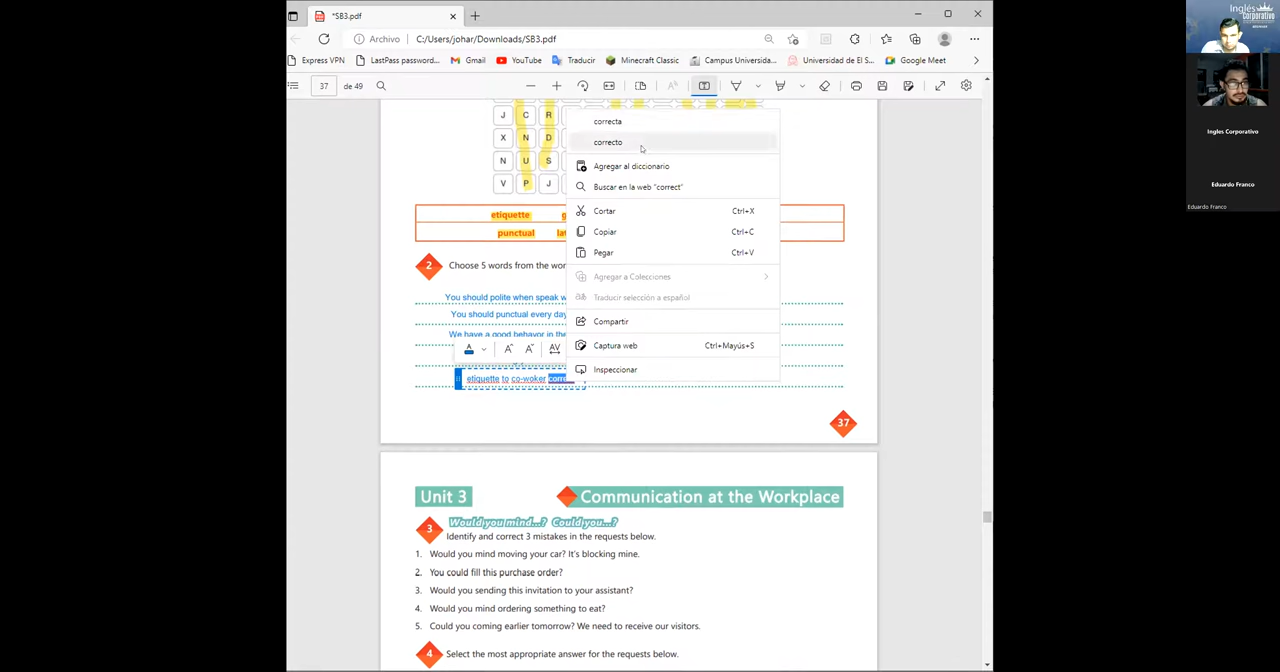 *SB3.pdf
Archivo
C:/Users/johar/Downloads/SB3.pdf
Express VPN
LastPass password...
Gmail
YouTube
Traducir
Minecraft Classic
Campus Universida...
Universidad de El S...
Google Meet
37
de 49
J C R
X N D
N U S
V P J
correcta
correcto
Agregar al diccionario
Buscar en la web "correct"
Cortar Ctrl+X
Copiar Ctrl+C
Pegar Ctrl+V
Agregar a Colecciones
Traducir selección a español
Compartir
Captura web Ctrl+Mayús+S
Inspeccionar
etiquette
punctual
2 Choose 5 words from the
You should polite when speak
You should punctual every day
We have a good behavior in the
etiquette to co-woker
37
Unit 3
Communication at the Workplace
3 Would you mind...? Could you...?
Identify and correct 3 mistakes in the requests below.
1. Would you mind moving your car? It's blocking mine.
2. You could fill this purchase order?
3. Would you sending this invitation to your assistant?
4. Would you mind ordering something to eat?
5. Could you coming earlier tomorrow? We need to receive our visitors.
4 Select the most appropriate answer for the requests below.
Inglés
Corporativo
Ingles Corporativo
Eduardo Franco
Eduardo Franco